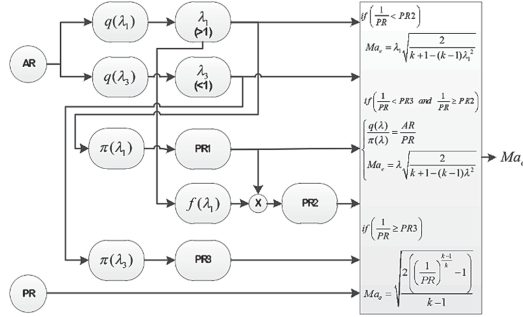 AR
q(λ₁)
λ₁
(>1)
q(λ₃)
λ₃
(<1)
π(λ₁)
PR1
f(λ₁)
X
PR2
π(λ₃)
PR3
PR
if(1/PR < PR2)
Maₑ = λ₁√(2/(k+1−(k−1)λ₁²))
if(1/PR < PR3 and 1/PR ≥ PR2)
{q(λ)/π(λ) = AR/PR
Maₑ = λ√(2/(k+1−(k−1)λ²))
if(1/PR ≥ PR3)
Maₑ = √(2((1/PR)^((k−1)/k) −1)/(k−1))
Maₑ